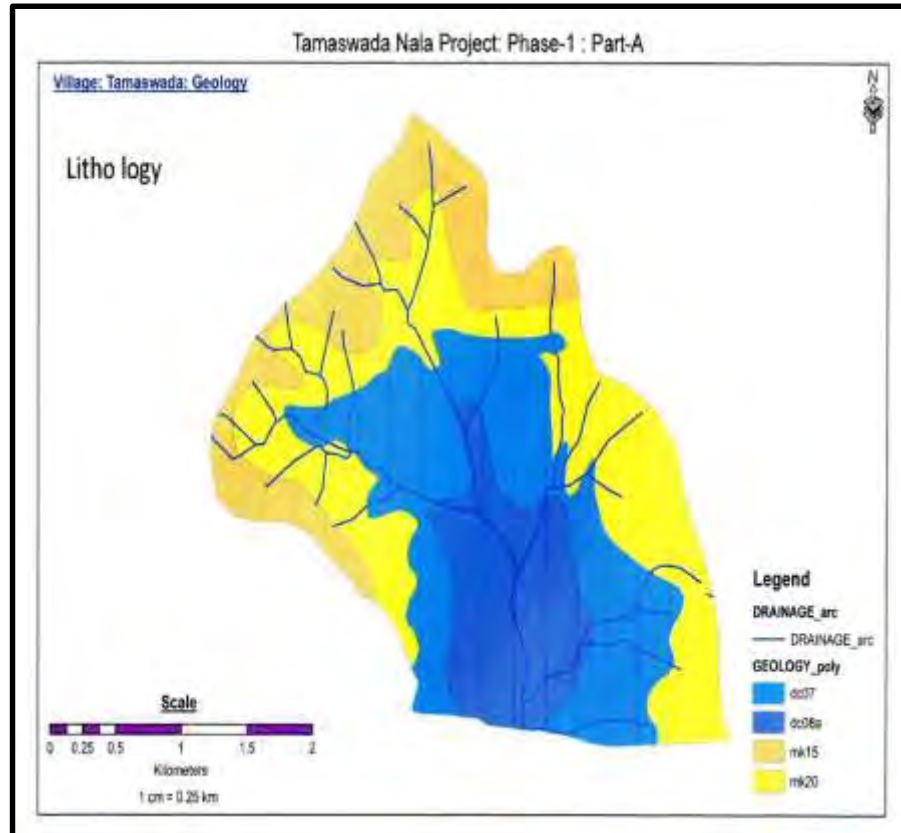 Tamaswada Nala Project: Phase-1 : Part-A
Village: Tamaswada: Geology
N
Litho logy
Legend
DRAINAGE_arc
DRAINAGE_arc
GEOLOGY_poly
dc07
dc08a
mk15
mk20
Scale
0 0.25 0.5 1 1.5 2
Kilometers
1 cm = 0.25 km